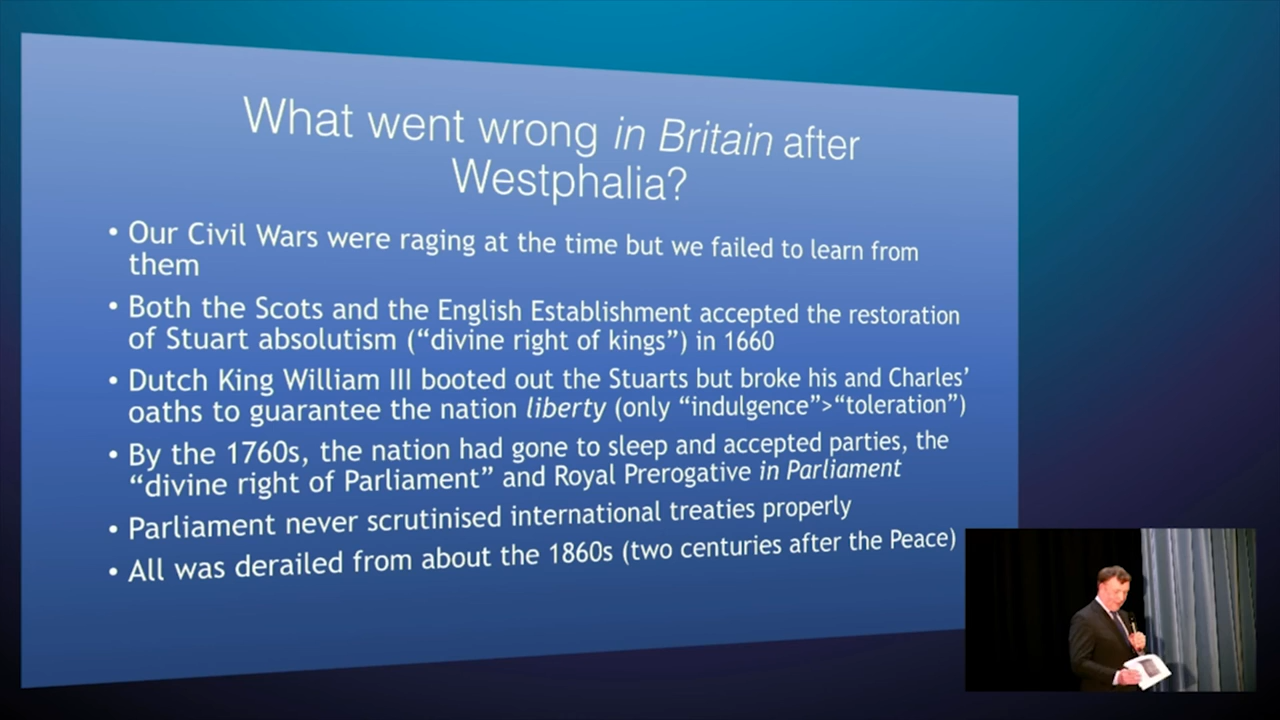 What went wrong in Britain after
Westphalia?
• Our Civil Wars were raging at the time but we failed to learn from
them
• Both the Scots and the English Establishment accepted the restoration
of Stuart absolutism (“divine right of kings”) in 1660
• Dutch King William III booted out the Stuarts but broke his and Charles’
oaths to guarantee the nation liberty (only “indulgence”>“toleration”)
• By the 1760s, the nation had gone to sleep and accepted parties, the
“divine right of Parliament” and Royal Prerogative in Parliament
• Parliament never scrutinised international treaties properly
• All was derailed from about the 1860s (two centuries after the Peace)